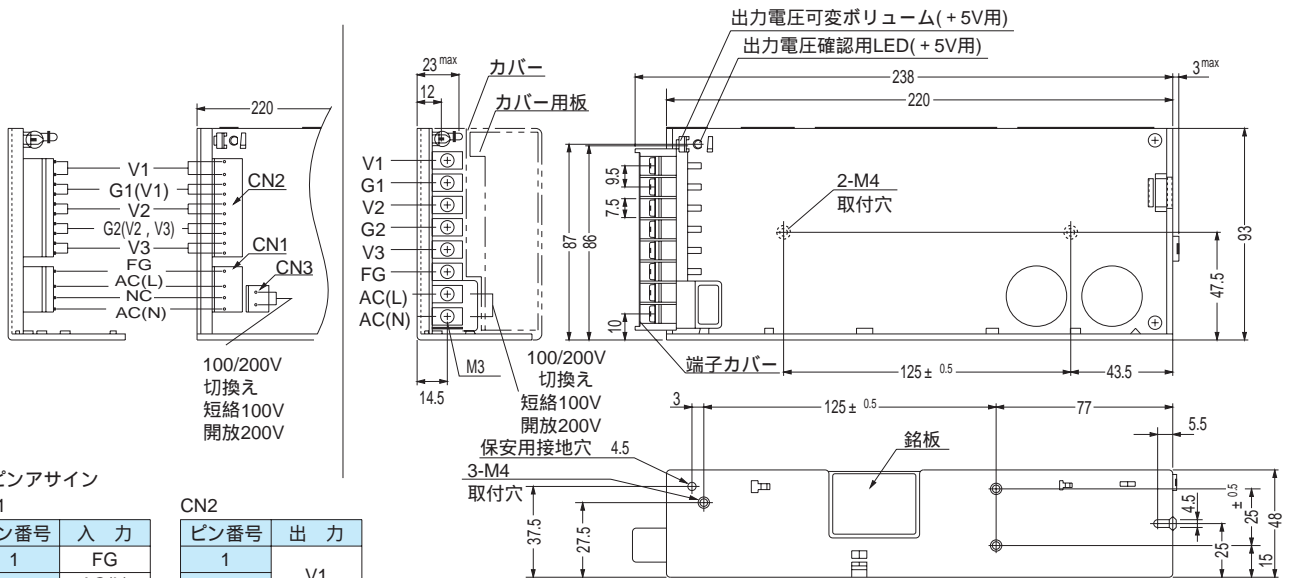 出力電圧可変ボリューム(+5V用)
出力電圧確認用LED(+5V用)
220
V1
G1(V1)
V2
G2(V2 , V3)
V3
FG
AC(L)
NC
AC(N)
CN2
CN1
CN3
100/200V
切換え
短絡100V
開放200V
23 max
12
カバー
カバー用板
V1
G1
V2
G2
V3
FG
AC(L)
AC(N)
M3
14.5
100/200V
切換え
短絡100V
開放200V
238
3 max
220
9.5
7.5
87
86
10
2-M4
取付穴
93
47.5
端子カバー
125± 0.5
43.5
3
125± 0.5
77
5.5
保安用接地穴 4.5
3-M4
取付穴
銘板
37.5
27.5
4.5
25
25± 0.5
15
48
ピンアサイン
1
CN2
ン番号 入 力
1 FG
ピン番号 出 力
1
V1